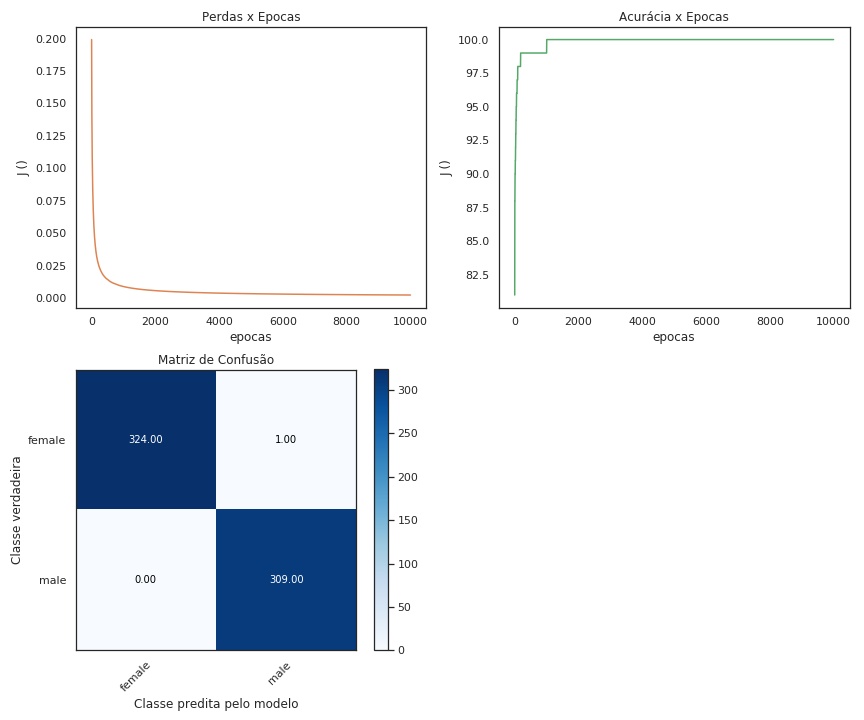 Perdas x Epocas
0.200
0.175
0.150
0.125
0.100
0.075
0.050
0.025
0.000
J ()
0 2000 4000 6000 8000 10000
epocas
Acurácia x Epocas
100.0
97.5
95.0
92.5
90.0
87.5
85.0
82.5
J ()
0 2000 4000 6000 8000 10000
epocas
Matriz de Confusão
Classe verdadeira
female
324.00 1.00
male
0.00 309.00
female male
Classe predita pelo modelo
300
250
200
150
100
50
0